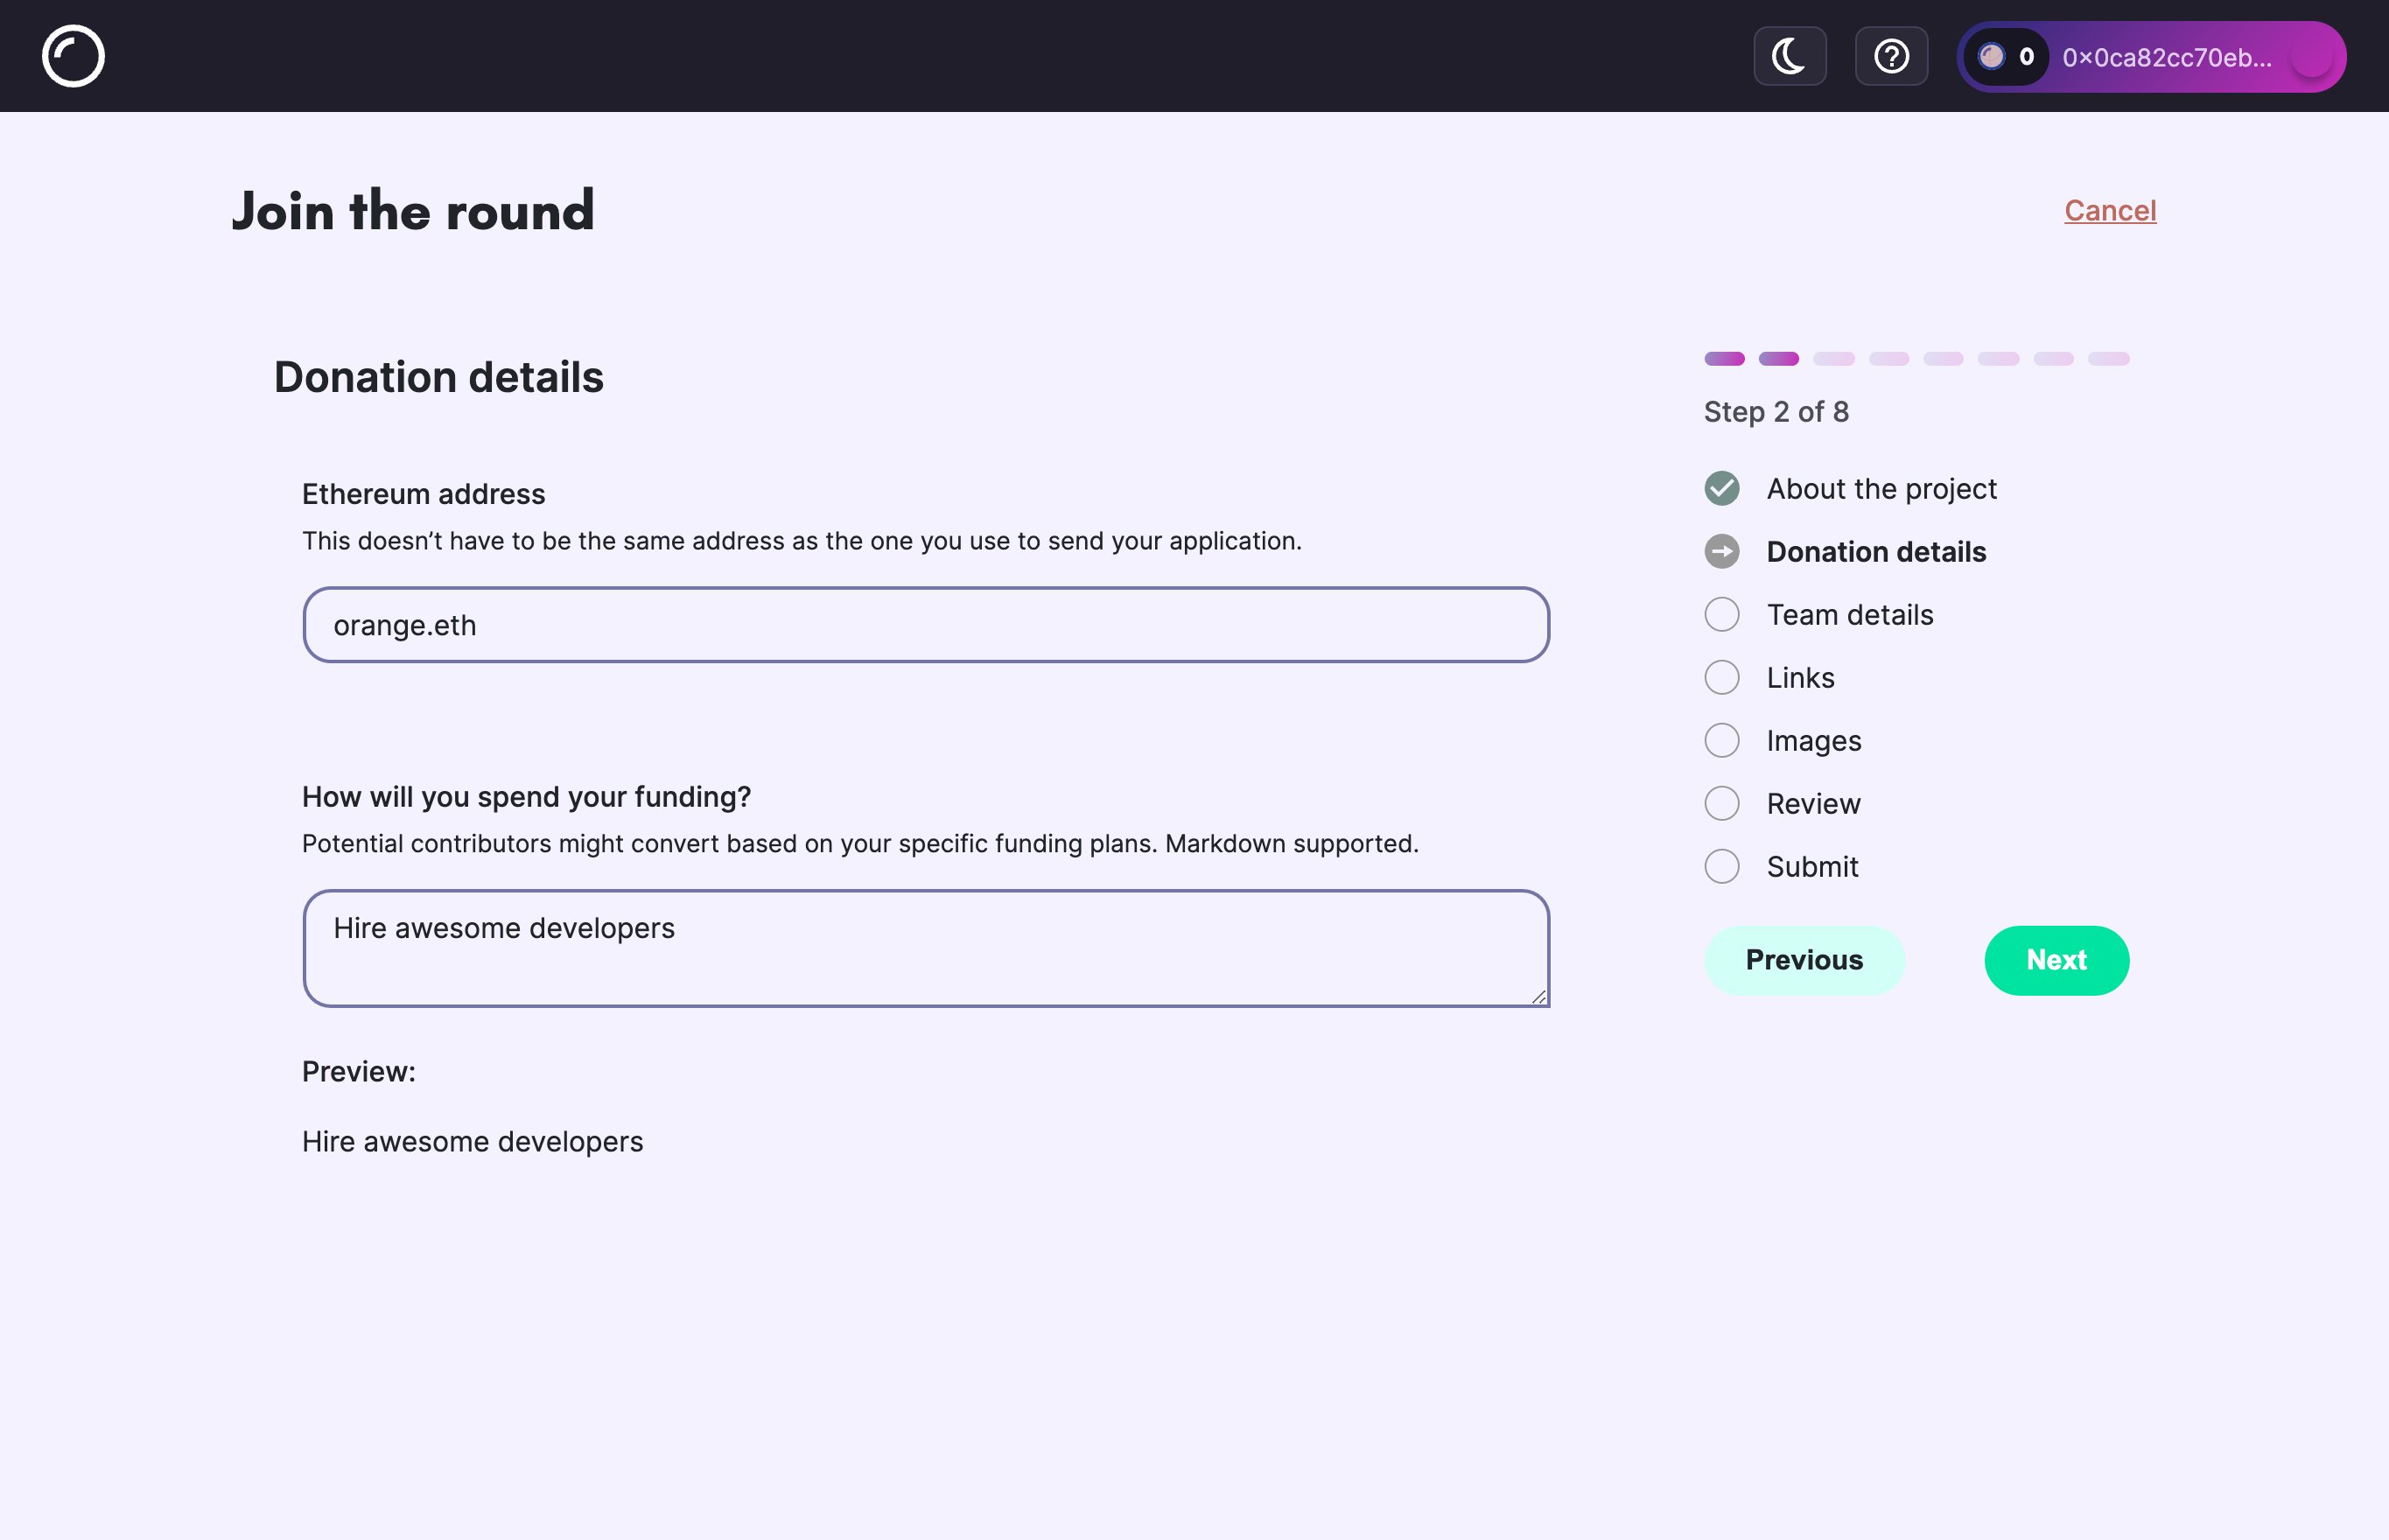 0 0×0ca82cc70eb...
Join the round
Cancel
Donation details
Ethereum address
This doesn’t have to be the same address as the one you use to send your application.
orange.eth
How will you spend your funding?
Potential contributors might convert based on your specific funding plans. Markdown supported.
Hire awesome developers
Preview:
Hire awesome developers
Step 2 of 8
About the project
Donation details
Team details
Links
Images
Review
Submit
Previous
Next